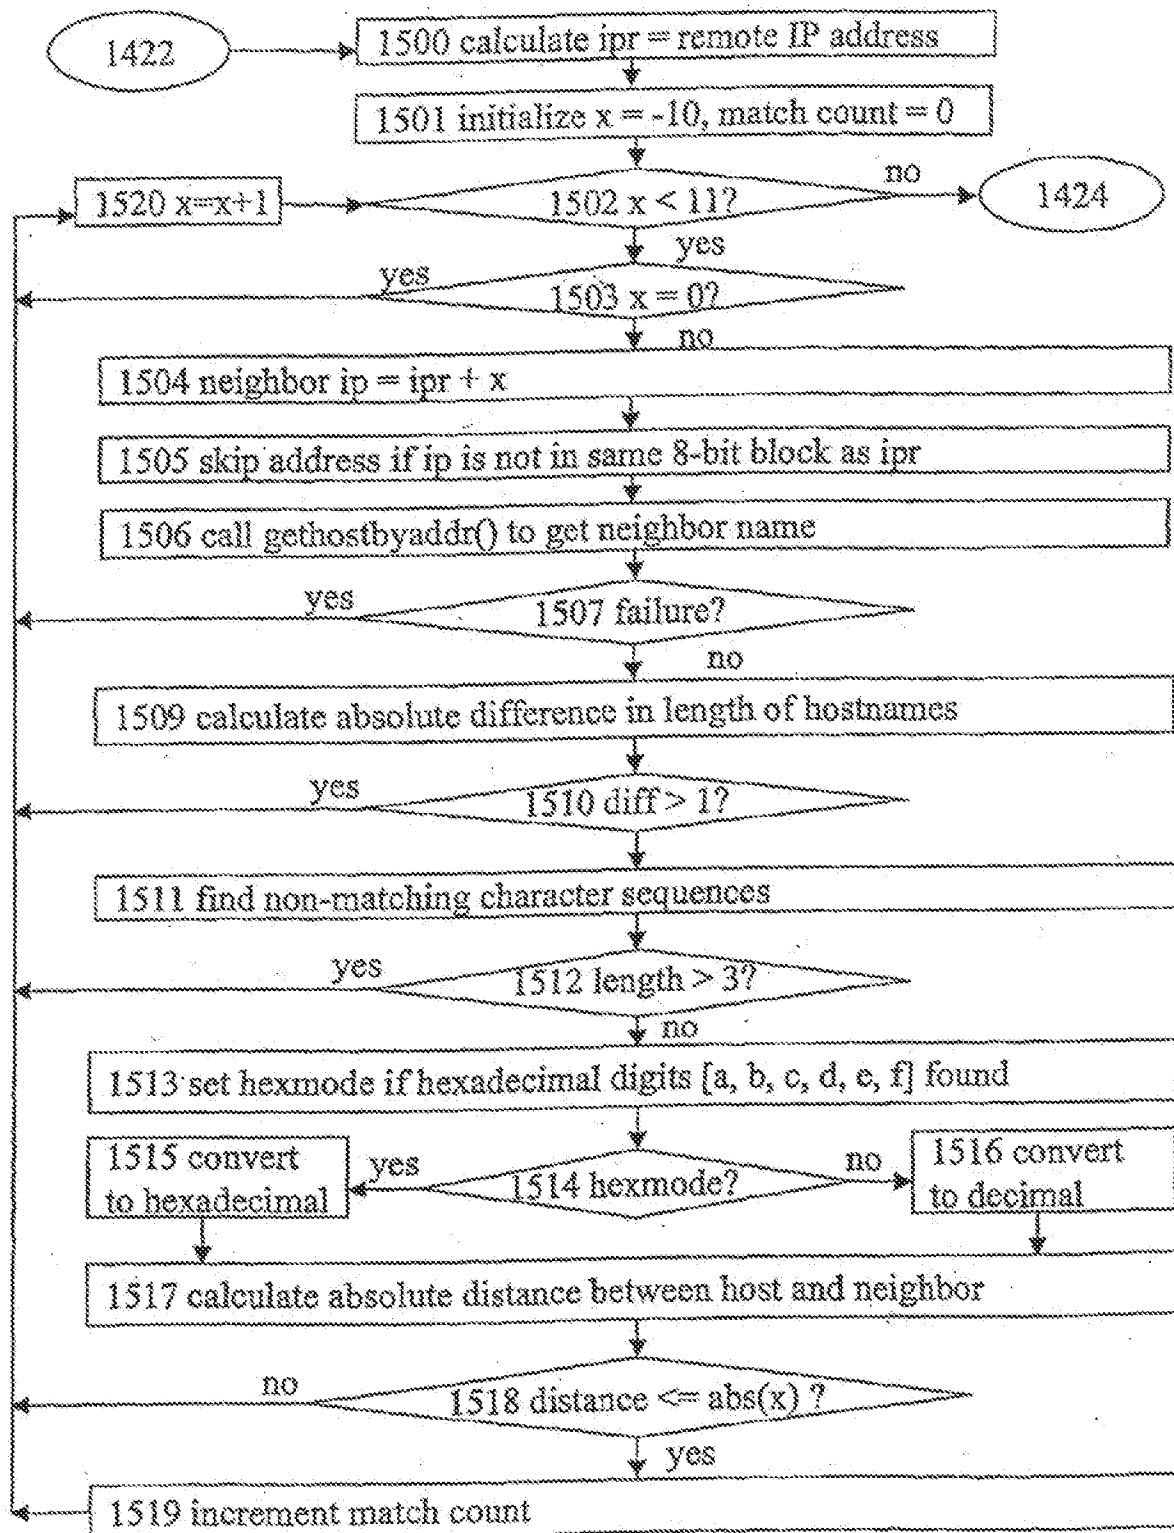 1422
1500 calculate ipr = remote IP address
1501 initialize x = -10, match count = 0
1520 x=x+1
1502 x < 11?
no
1424
yes
yes
1503 x = 0?
no
1504 neighbor ip = ipr + x
1505 skip address if ip is not in same 8-bit block as ipr
1506 call gethostbyaddr() to get neighbor name
yes
1507 failure?
no
1509 calculate absolute difference in length of hostnames
yes
1510 diff > 1?
1511 find non-matching character sequences
yes
1512 length > 3?
no
1513 set hexmode if hexadecimal digits [a, b, c, d, e, f] found
1515 convert
to hexadecimal
yes
1514 hexmode?
no
1516 convert
to decimal
1517 calculate absolute distance between host and neighbor
no
1518 distance <= abs(x) ?
yes
1519 increment match count